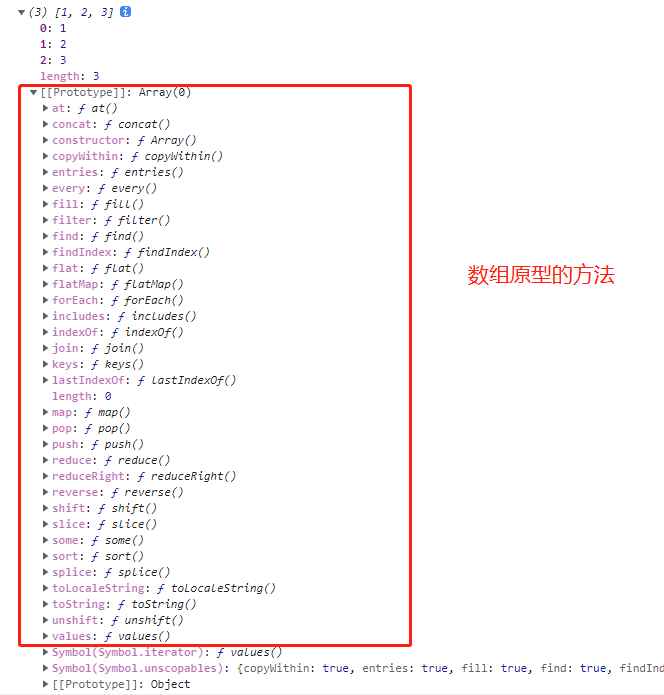 (3) [1, 2, 3] i
0: 1
1: 2
2: 3
length: 3
[[Prototype]]: Array(0)
at: ƒ at()
concat: ƒ concat()
constructor: ƒ Array()
copyWithin: ƒ copyWithin()
entries: ƒ entries()
every: ƒ every()
fill: ƒ fill()
filter: ƒ filter()
find: ƒ find()
findIndex: ƒ findIndex()
flat: ƒ flat()
flatMap: ƒ flatMap()
forEach: ƒ forEach()
includes: ƒ includes()
indexOf: ƒ indexOf()
join: ƒ join()
keys: ƒ keys()
lastIndexOf: ƒ lastIndexOf()
length: 0
map: ƒ map()
pop: ƒ pop()
push: ƒ push()
reduce: ƒ reduce()
reduceRight: ƒ reduceRight()
reverse: ƒ reverse()
shift: ƒ shift()
slice: ƒ slice()
some: ƒ some()
sort: ƒ sort()
splice: ƒ splice()
toLocaleString: ƒ toLocaleString()
toString: ƒ toString()
unshift: ƒ unshift()
values: ƒ values()
Symbol(Symbol.iterator): ƒ values()
Symbol(Symbol.unscopables): {copyWithin: true, entries: true, fill: true, find: true, findInd
[[Prototype]]: Object
数组原型的方法